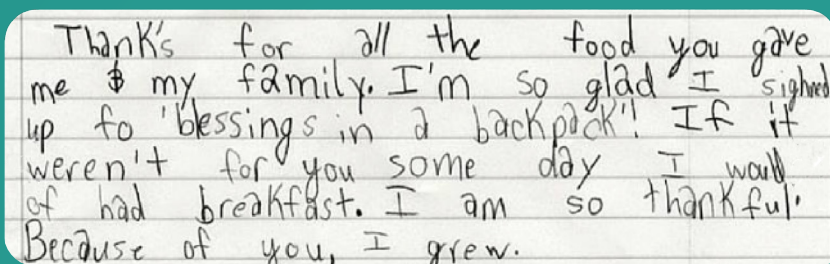 Thank's for all the food you gave
me & my family. I'm so glad I sighned
up fo 'blessings in a backpack'! If it
weren't for you some day I would
of had breakfast. I am so thankful.
Because of you, I grew.